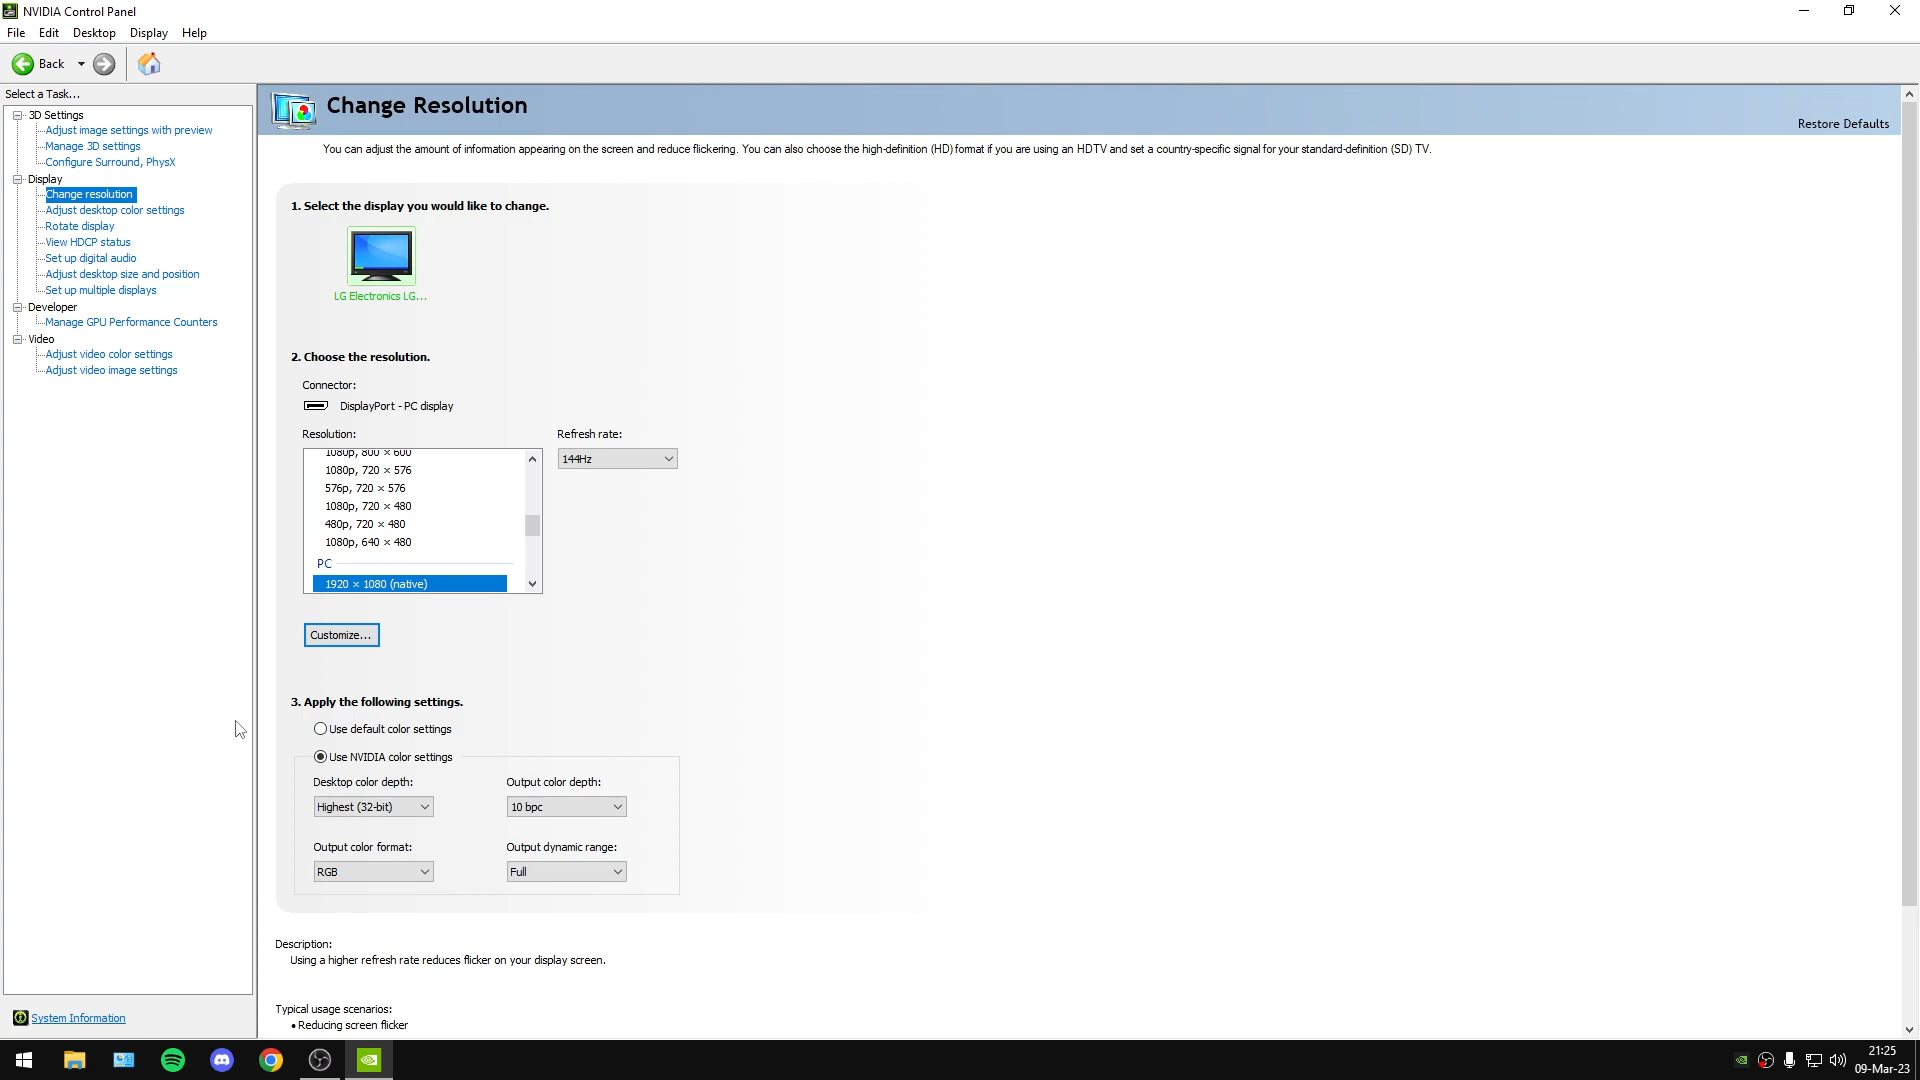 NVIDIA Control Panel
File Edit Desktop Display Help
Back
Select a Task...
3D Settings
Adjust image settings with preview
Manage 3D settings
Configure Surround, PhysX
Display
Change resolution
Adjust desktop color settings
Rotate display
View HDCP status
Set up digital audio
Adjust desktop size and position
Set up multiple displays
Developer
Manage GPU Performance Counters
Video
Adjust video color settings
Adjust video image settings
System Information
Change Resolution
Restore Defaults
You can adjust the amount of information appearing on the screen and reduce flickering. You can also choose the high-definition (HD) format if you are using an HDTV and set a country-specific signal for your standard-definition (SD) TV.
1. Select the display you would like to change.
LG Electronics LG...
2. Choose the resolution.
Connector:
DisplayPort - PC display
Resolution:
Refresh rate:
1080p, 800 × 600
144Hz
1080p, 720 × 576
576p, 720 × 576
1080p, 720 × 480
480p, 720 × 480
1080p, 640 × 480
PC
1920 × 1080 (native)
Customize...
3. Apply the following settings.
Use default color settings
Use NVIDIA color settings
Desktop color depth:
Output color depth:
Highest (32-bit)
10 bpc
Output color format:
Output dynamic range:
RGB
Full
Description:
Using a higher refresh rate reduces flicker on your display screen.
Typical usage scenarios:
• Reducing screen flicker
21:25
09-Mar-23